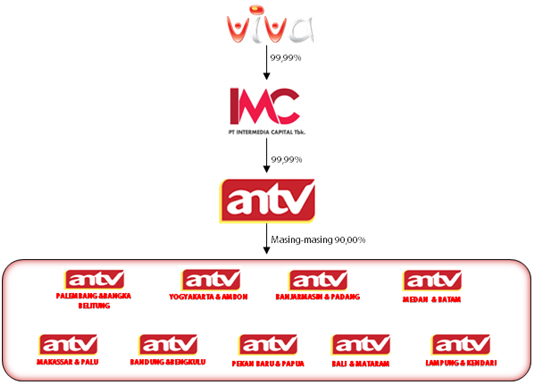 viva
99,99%
IMC
PT INTERMEDIA CAPITAL Tbk.
99,99%
antv
Masing-masing 90,00%
antv antv antv antv
PALEMBANG &BANGKA
BELITUNG
YOGYAKARTA & AMBON
BANJARMASIN & PADANG
MEDAN & BATAM
antv antv antv antv antv
MAKASSAR & PALU
BANDUNG &BENGKULU
PEKAN BARU & PAPUA
BALI & MATARAM
LAMPUNG & KENDARI